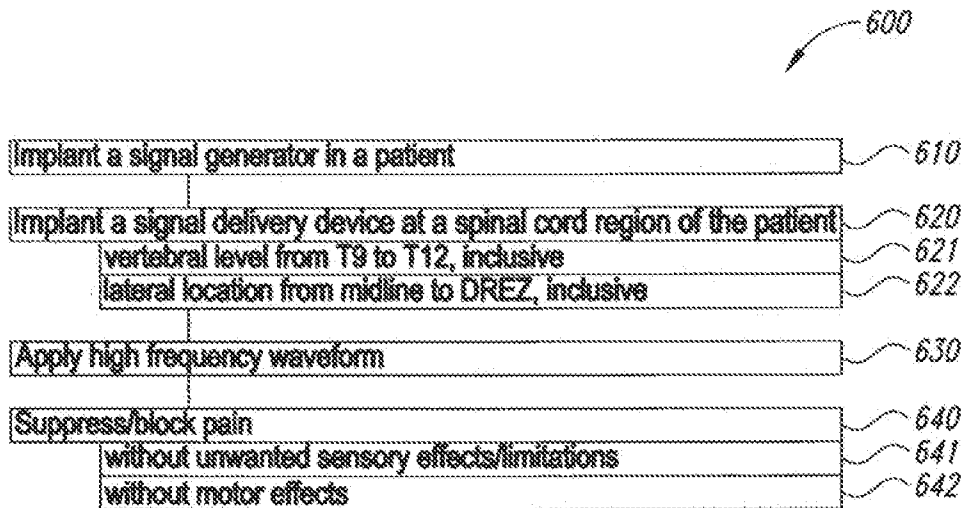 600
Implant a signal generator in a patient 610
Implant a signal delivery device at a spinal cord region of the patient 620
vertebral level from T9 to T12, inclusive 621
lateral location from midline to DREZ, inclusive 622
Apply high frequency waveform 630
Suppress/block pain 640
without unwanted sensory effects/limitations 641
without motor effects 642